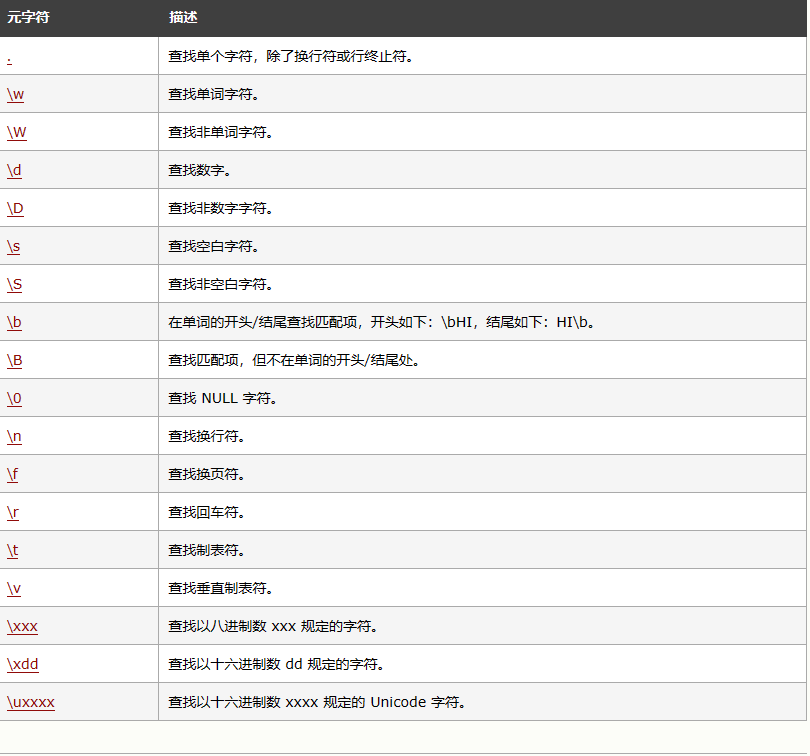 元字符 描述
. 查找单个字符，除了换行符或行终止符。
\w 查找单词字符。
\W 查找非单词字符。
\d 查找数字。
\D 查找非数字字符。
\s 查找空白字符。
\S 查找非空白字符。
\b 在单词的开头/结尾查找匹配项，开头如下：\bHI，结尾如下：HI\b。
\B 查找匹配项，但不在单词的开头/结尾处。
\0 查找 NULL 字符。
\n 查找换行符。
\f 查找换页符。
\r 查找回车符。
\t 查找制表符。
\v 查找垂直制表符。
\xxx 查找以八进制数 xxx 规定的字符。
\xdd 查找以十六进制数 dd 规定的字符。
\uxxxx 查找以十六进制数 xxxx 规定的 Unicode 字符。